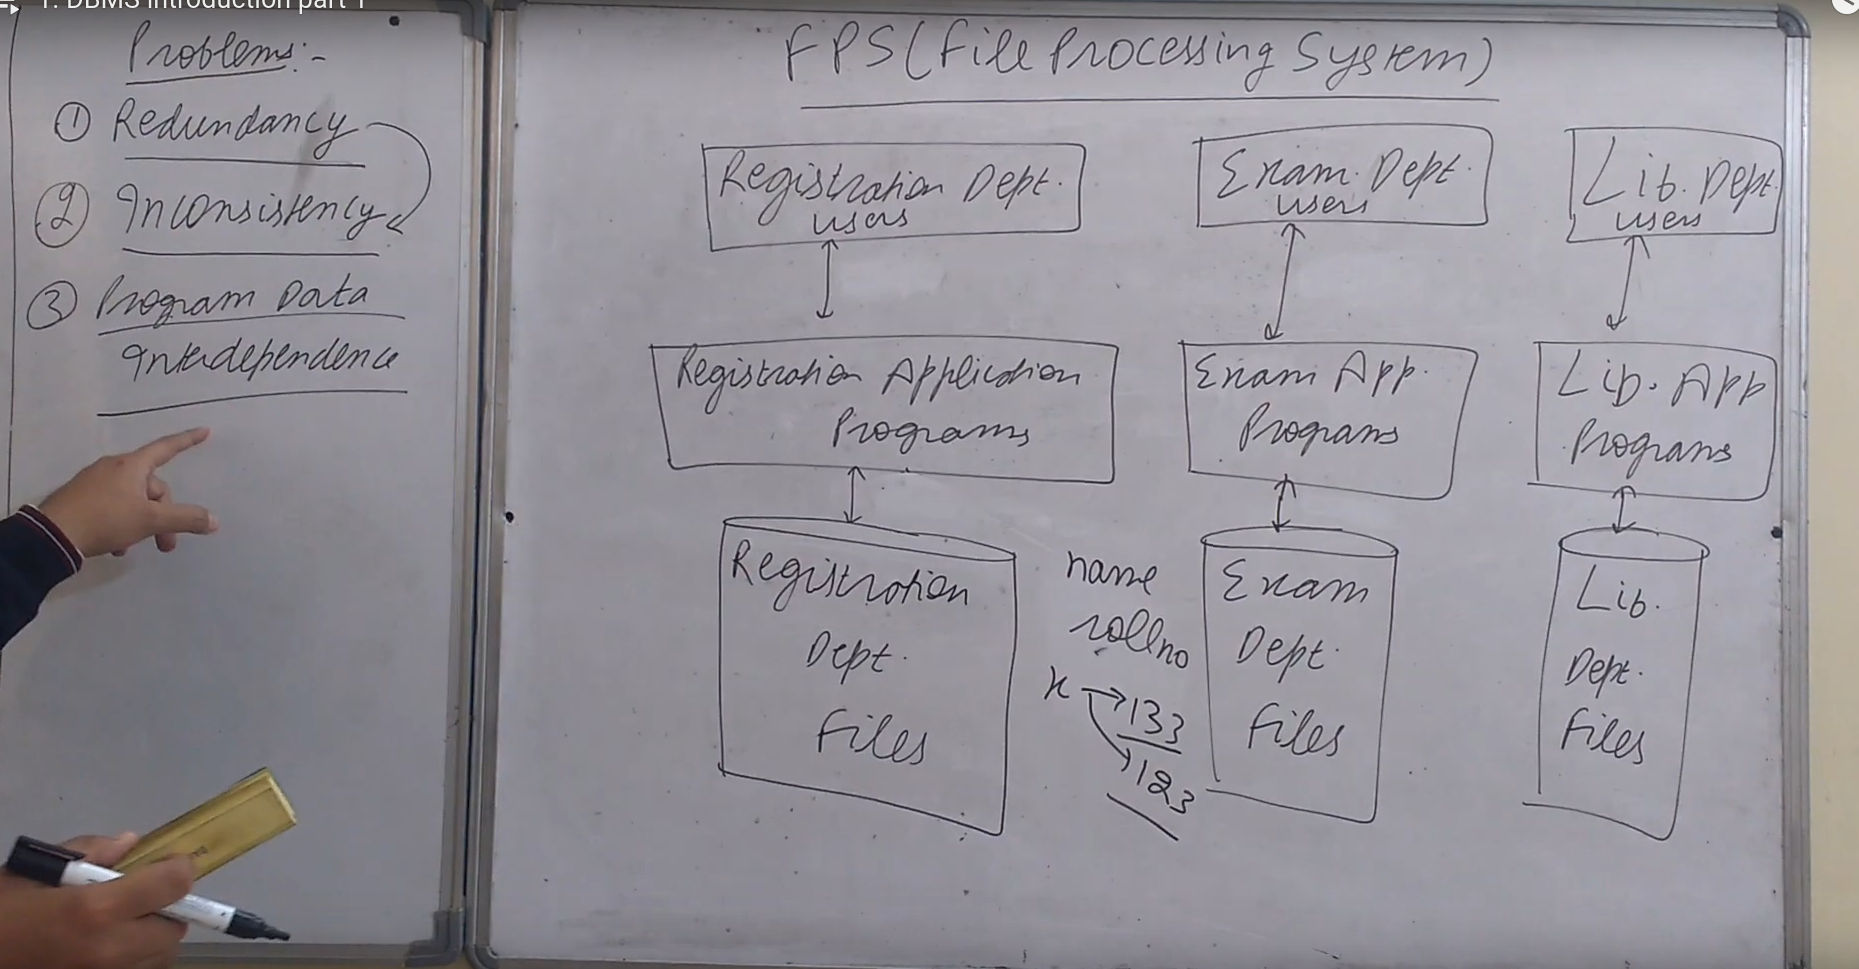 1. DBMS introduction part 1
Problems:-
① Redundancy
② Inconsistency
③ Program Data
Interdependence
FPS (File Processing System)
Registration Dept.
users
Exam. Dept.
users
Lib. Dept.
users
Registration Application
Programs
Exam App.
Programs
Lib. App
Programs
Registration
Dept.
Files
name
rollno
x → 133
→ 123
Exam
Dept.
Files
Lib.
Dept.
Files